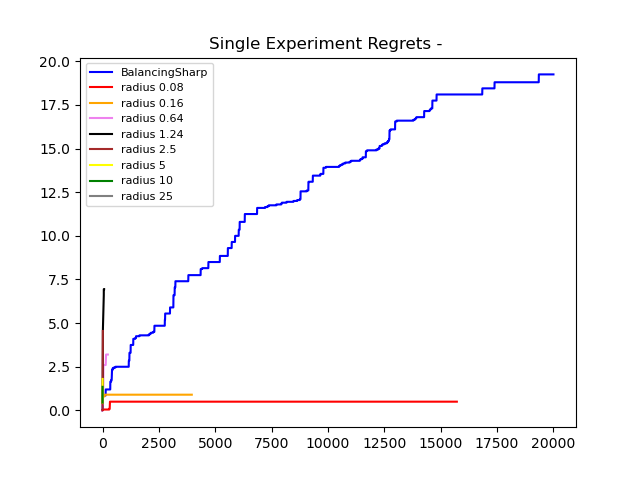 Single Experiment Regrets -
20.0
17.5
15.0
12.5
10.0
7.5
5.0
2.5
0.0
BalancingSharp
radius 0.08
radius 0.16
radius 0.64
radius 1.24
radius 2.5
radius 5
radius 10
radius 25
0 2500 5000 7500 10000 12500 15000 17500 20000